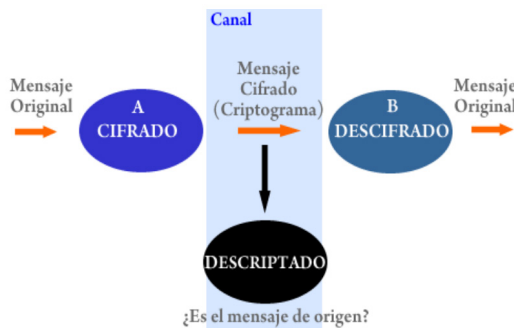 Canal
Mensaje
Original
A
CIFRADO
Mensaje
Cifrado
(Criptograma)
B
DESCIFRADO
Mensaje
Original
DESCRIPTADO
¿Es el mensaje de origen?